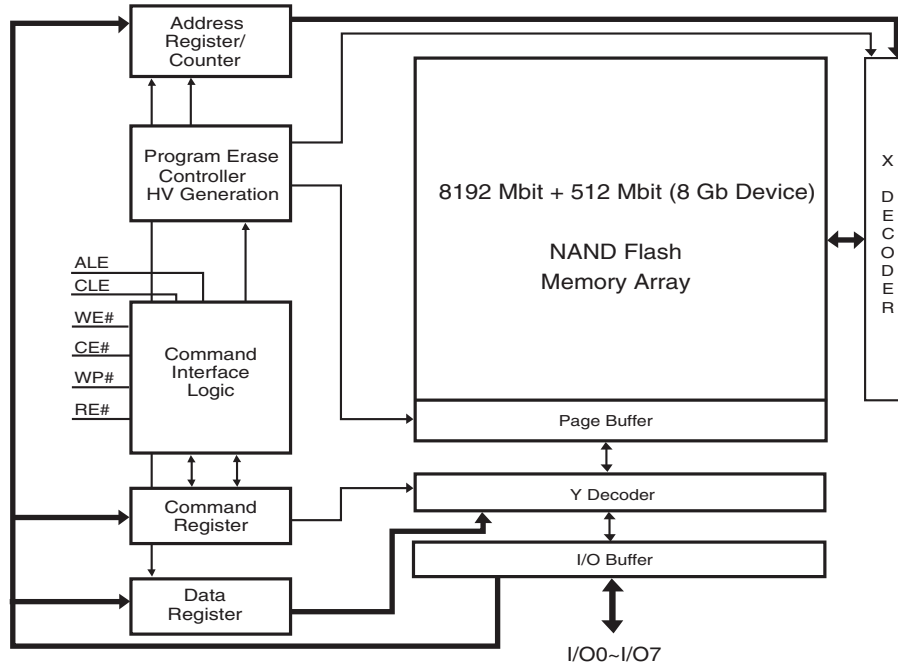 Address
Register/
Counter
Program Erase
Controller
HV Generation
ALE
CLE
WE#
CE#
WP#
RE#
Command
Interface
Logic
Command
Register
Data
Register
8192 Mbit + 512 Mbit (8 Gb Device)
NAND Flash
Memory Array
Page Buffer
Y Decoder
I/O Buffer
I/O0~I/O7
X
D
E
C
O
D
E
R